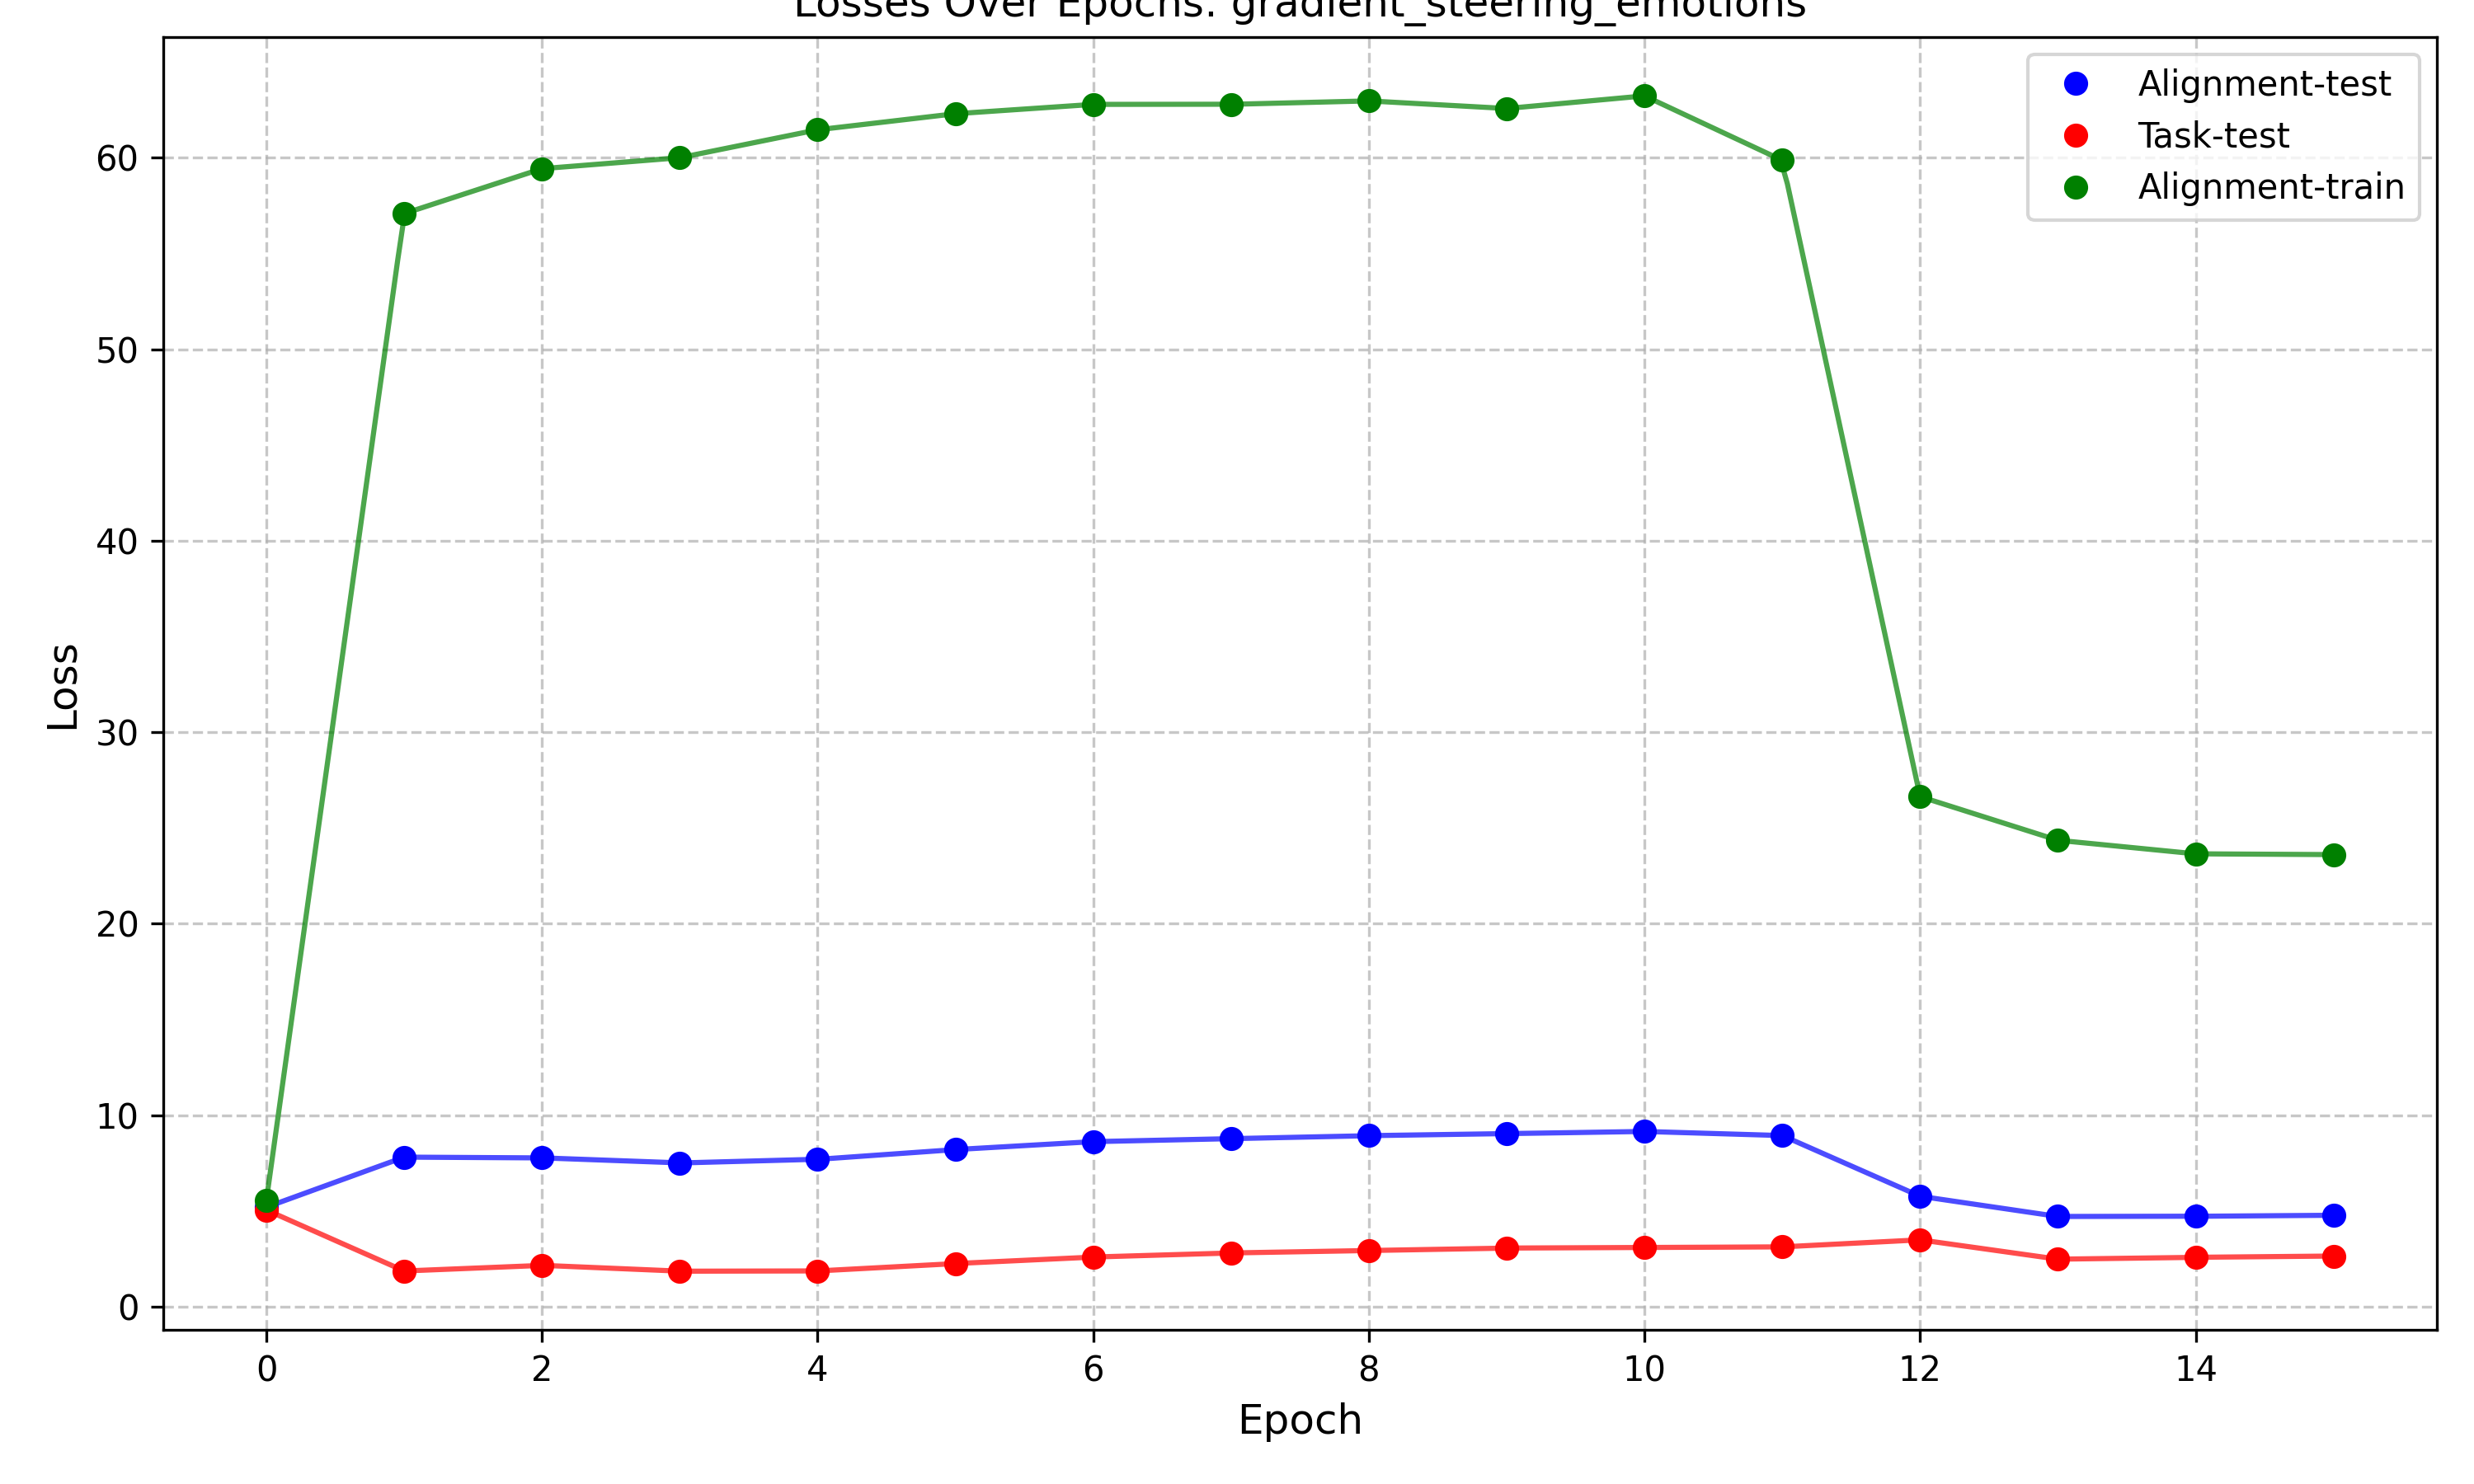 Losses Over Epochs: gradient_steering_emotions
Alignment-test
Task-test
Alignment-train
60
50
40
30
20
10
0
Loss
0 2 4 6 8 10 12 14
Epoch